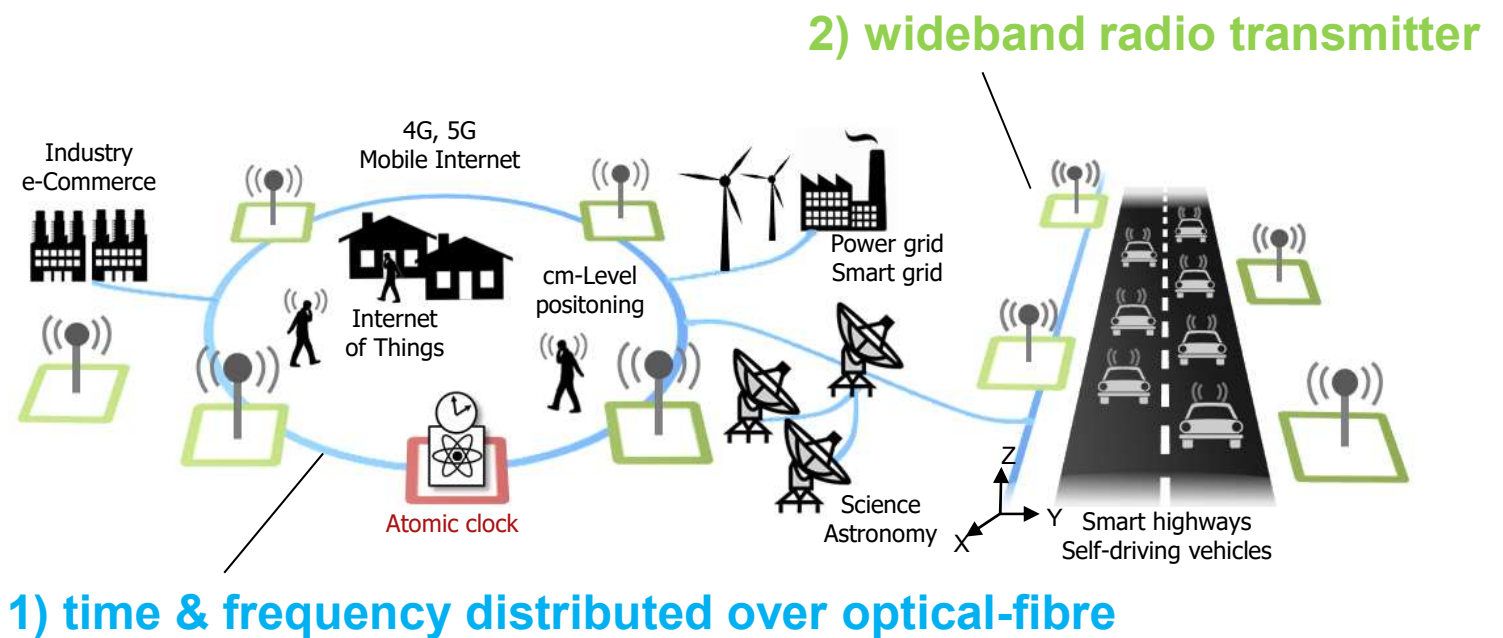 2) wideband radio transmitter
4G, 5G
Mobile Internet
Industry
e-Commerce
Power grid
Smart grid
cm-Level
positoning
Internet
of Things
Atomic clock
Science
Astronomy
Z
Y
X
Smart highways
Self-driving vehicles
1) time & frequency distributed over optical-fibre